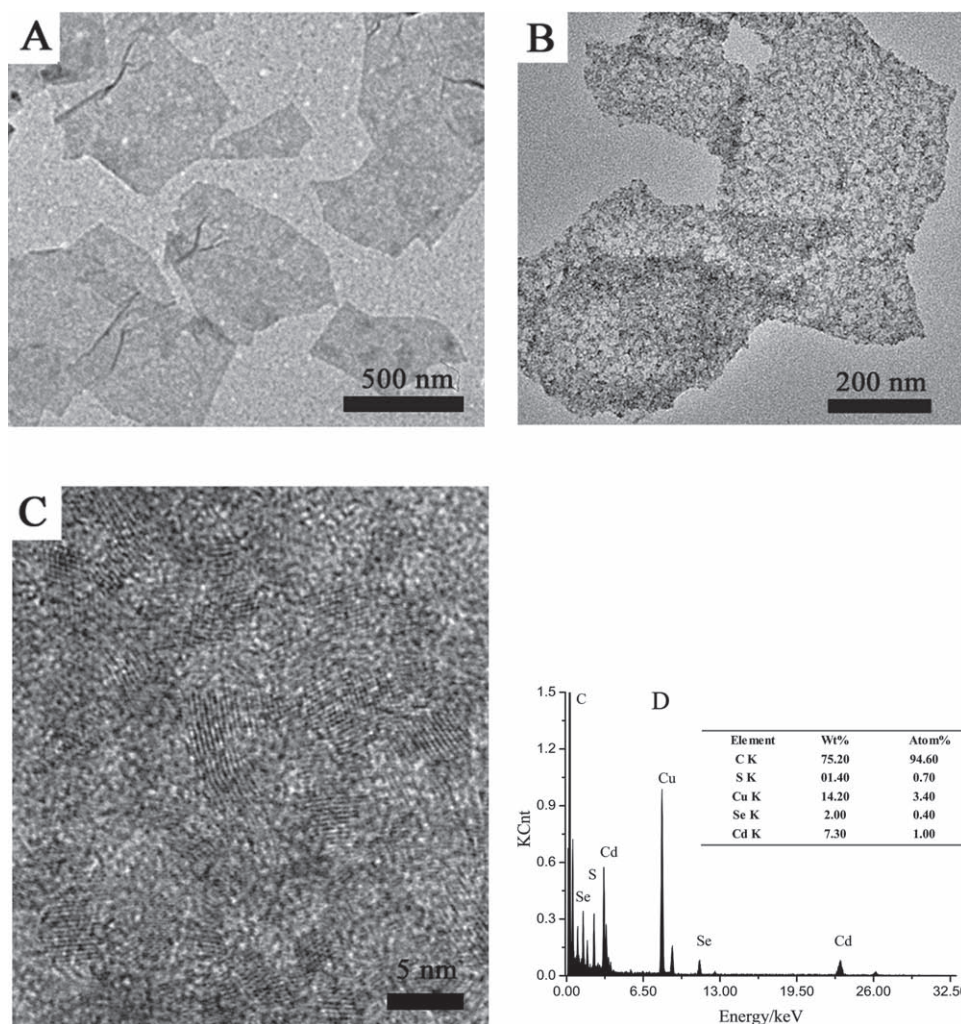 A
500 nm
B
200 nm
C
5 nm
D
1.5
1.2
0.9
0.6
0.3
0.0
KCnt
C
Se
S
Cd
Cu
Se
Cd
Element Wt% Atom%
C K 75.20 94.60
S K 01.40 0.70
Cu K 14.20 3.40
Se K 2.00 0.40
Cd K 7.30 1.00
0.00 6.50 13.00 19.50 26.00 32.50
Energy/keV